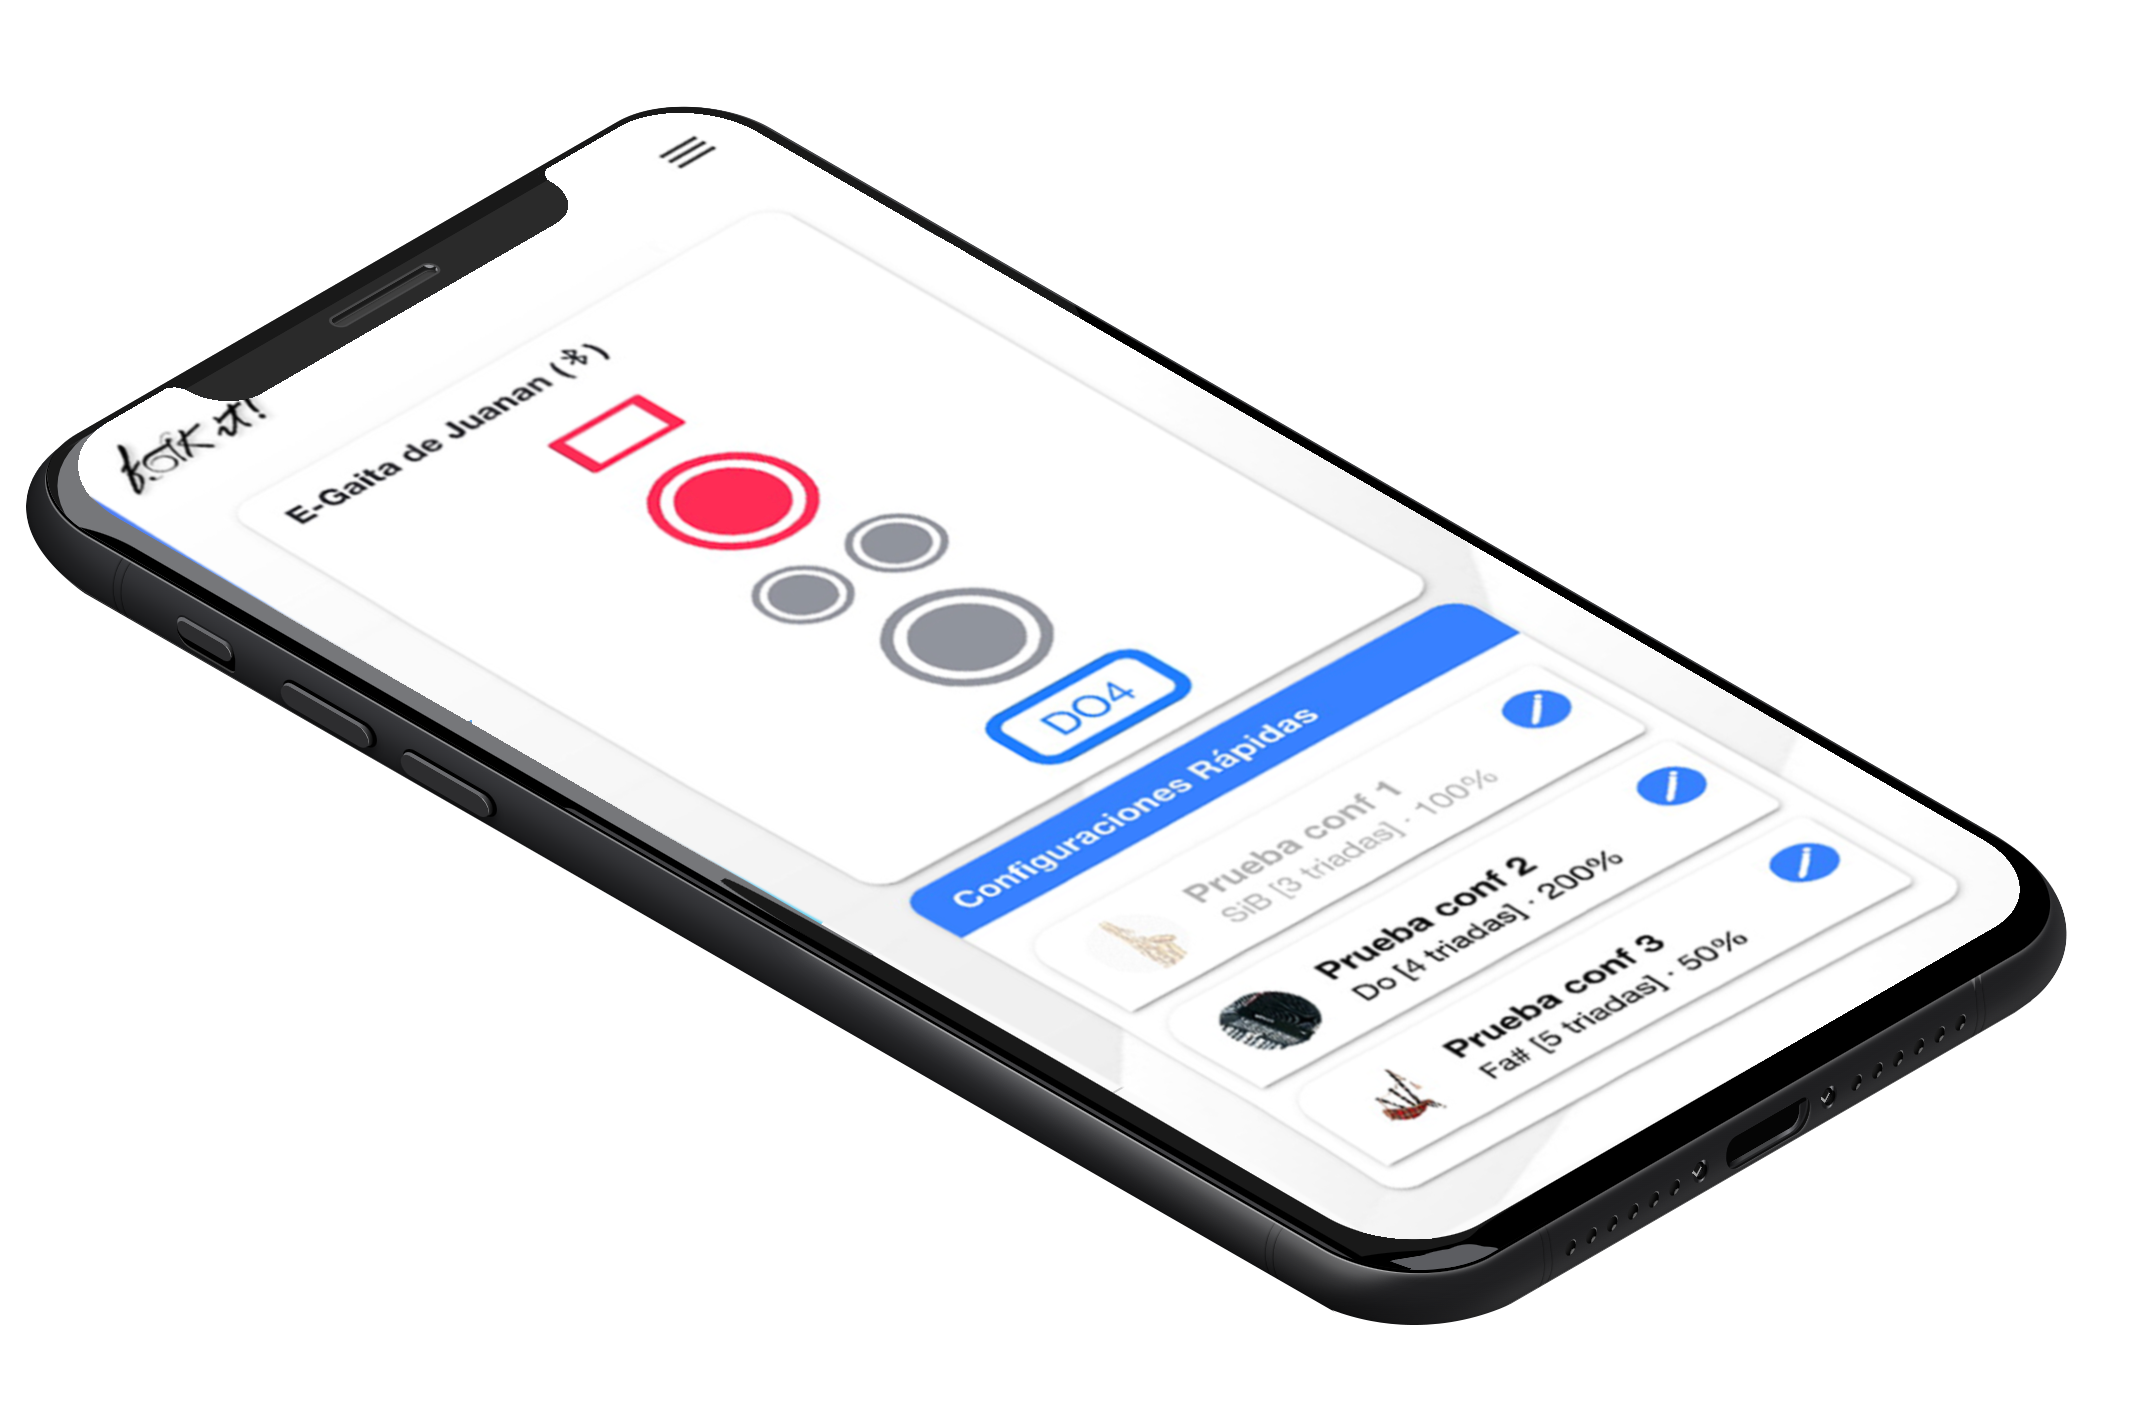 folk it!
E-Gaita de Juanan ( )
DO4
Configuraciones Rápidas
Prueba conf 1
SiB [3 triadas] · 100%
Prueba conf 2
Do [4 triadas] · 200%
Prueba conf 3
Fa# [5 triadas] · 50%